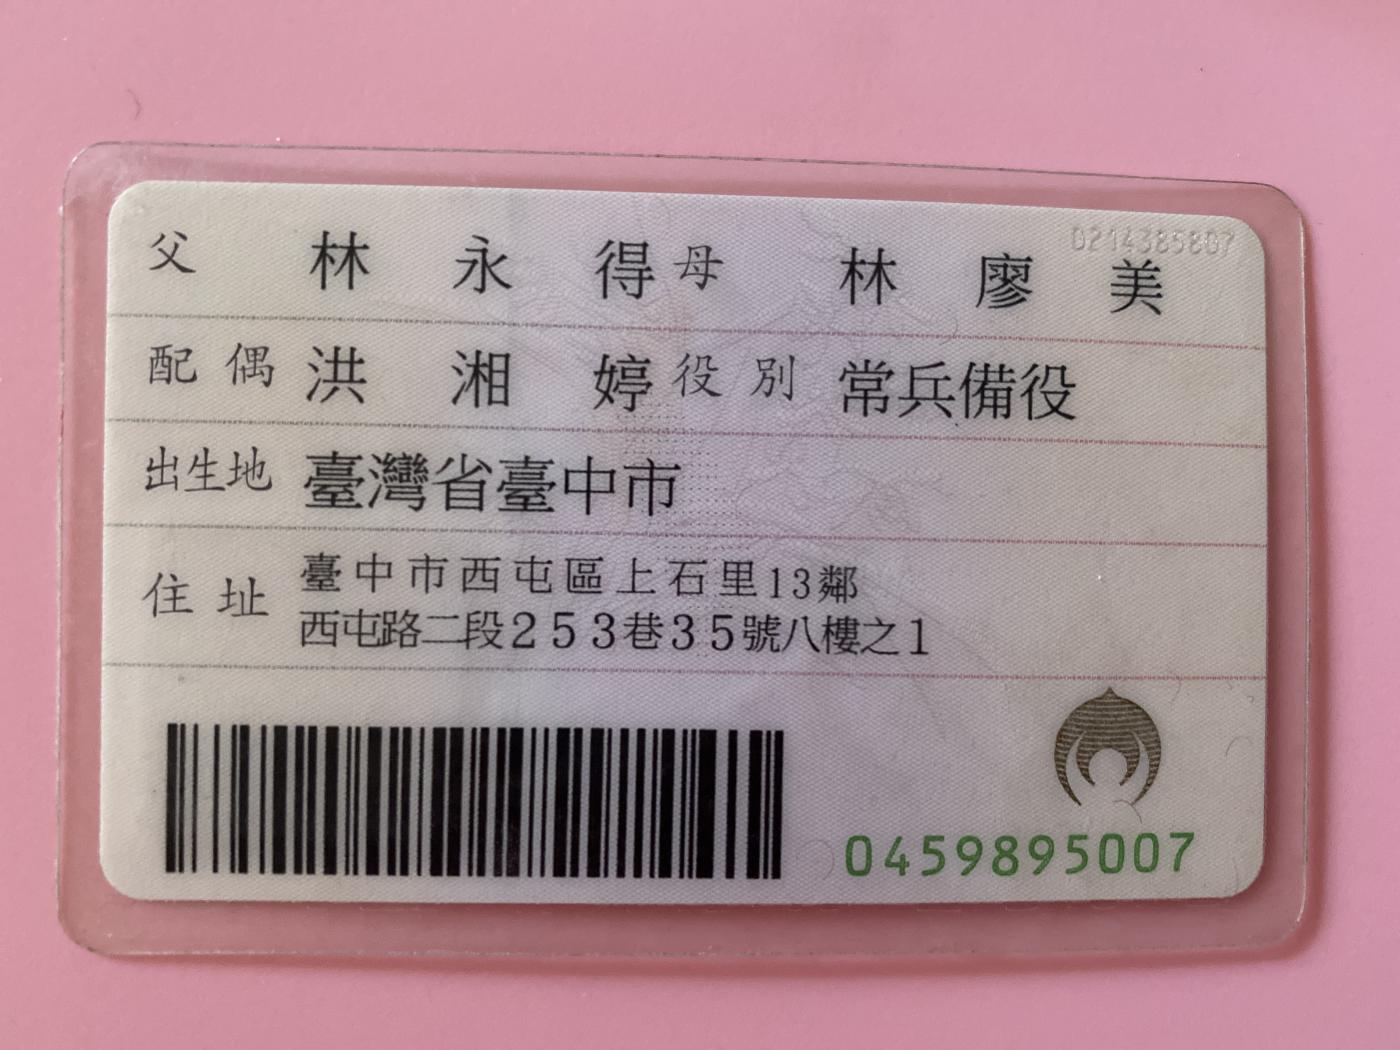 0214385807
父 林永得 母 林廖美
配偶 洪湘婷 役別 常兵備役
出生地 臺灣省臺中市
住址 臺中市西屯區上石里13鄰
西屯路二段253巷35號八樓之1
0459895007